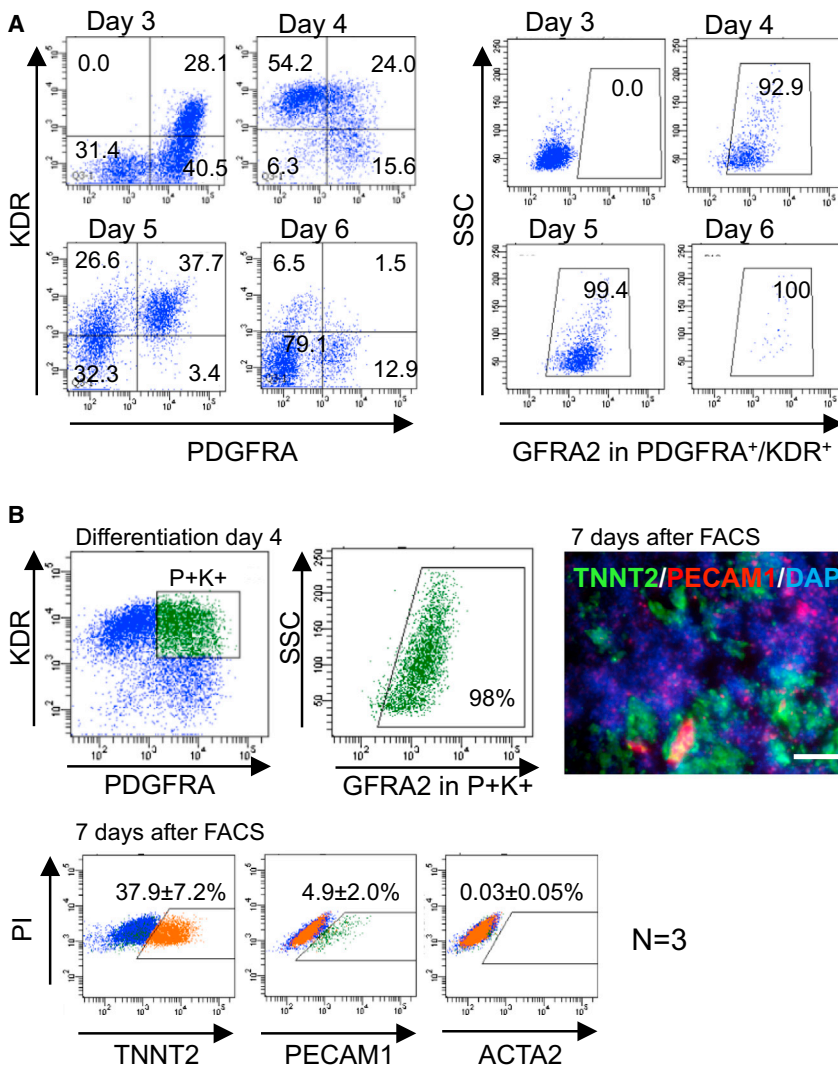 A
Day 3
Day 4
0.0
28.1
31.4
40.5
54.2
24.0
6.3
15.6
Day 5
Day 6
26.6
37.7
32.3
3.4
6.5
1.5
79.1
12.9
KDR
PDGFRA
Day 3
Day 4
0.0
92.9
Day 5
Day 6
99.4
100
SSC
GFRA2 in PDGFRA⁺/KDR⁺
B
Differentiation day 4
P+K+
KDR
PDGFRA
SSC
98%
GFRA2 in P+K+
7 days after FACS
TNNT2/PECAM1/DAP
7 days after FACS
37.9±7.2%
4.9±2.0%
0.03±0.05%
N=3
PI
TNNT2
PECAM1
ACTA2